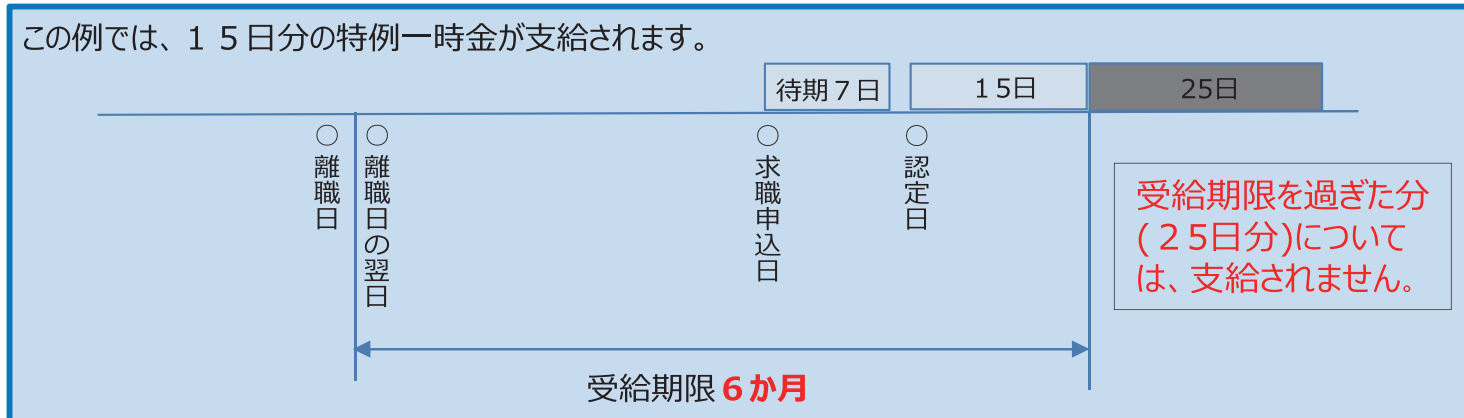 この例では、１５日分の特例一時金が支給されます。
待期７日
１５日
25日
○離職日
○離職日の翌日
○求職申込日
○認定日
受給期限を過ぎた分
(２５日分)について
は、支給されません。
受給期限６か月